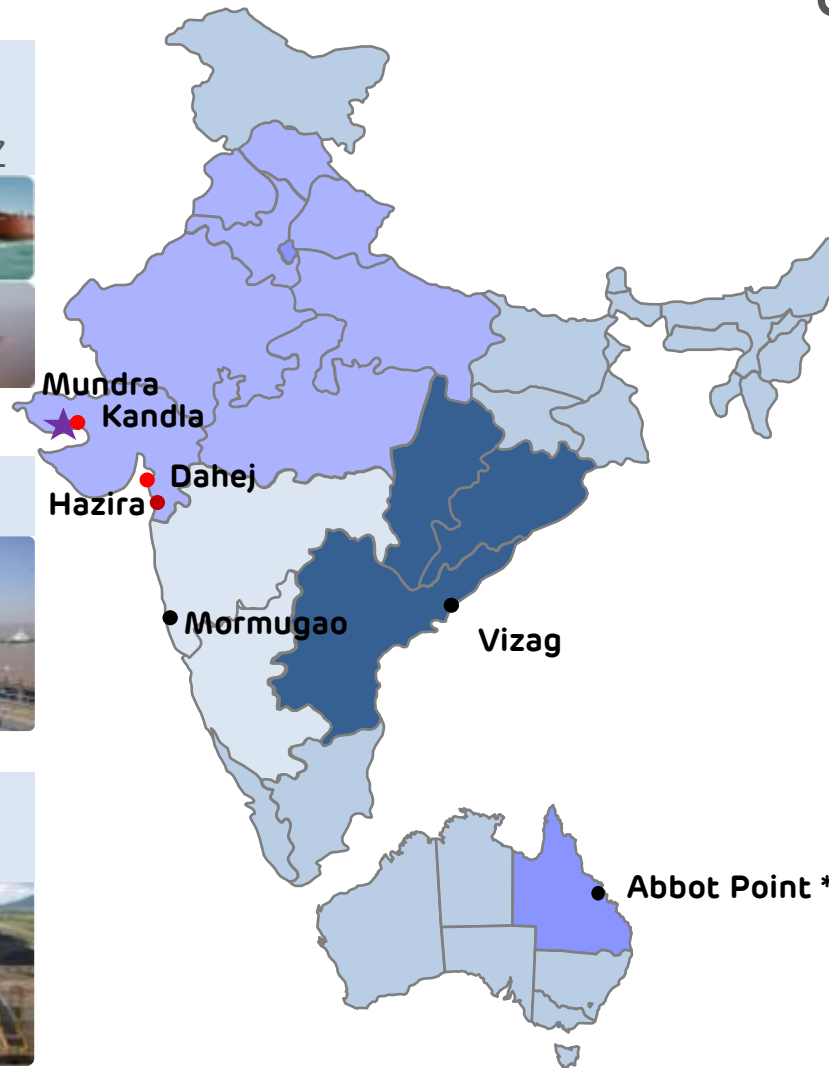 Mundra
Kandla
Dahej
Hazira
Mormugao
Vizag
Abbot Point *